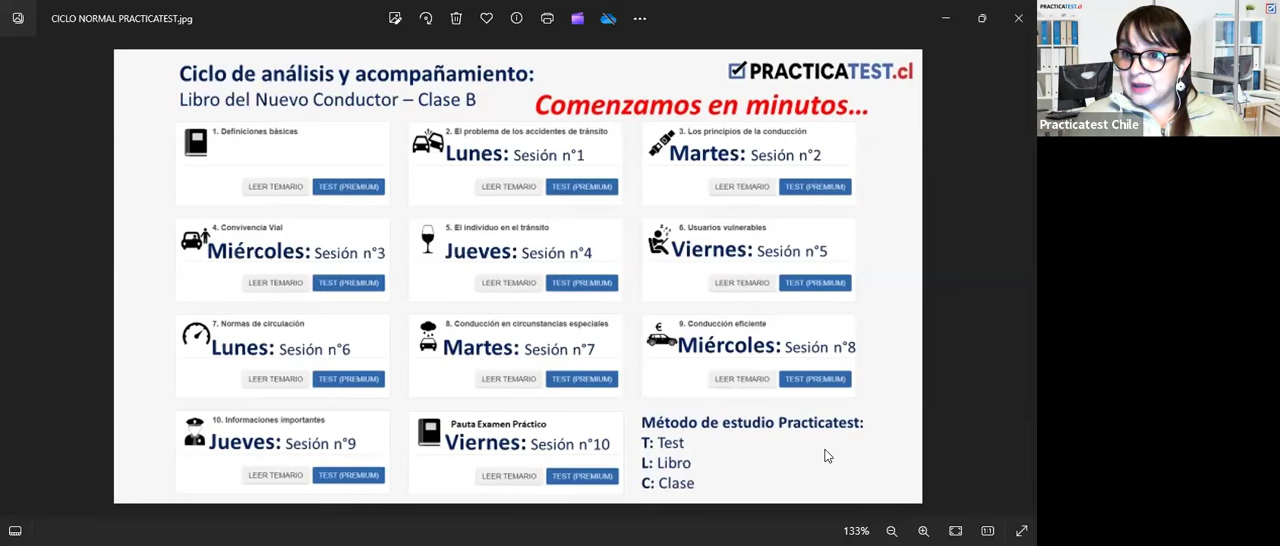 CICLO NORMAL PRACTICATEST.jpg
Ciclo de análisis y acompañamiento:
Libro del Nuevo Conductor – Clase B
PRACTICATEST.cl
Comenzamos en minutos...
1. Definiciones básicas
LEER TEMARIO TEST (PREMIUM)
2. El problema de los accidentes de tránsito
Lunes: Sesión n°1
LEER TEMARIO TEST (PREMIUM)
3. Los principios de la conducción
Martes: Sesión n°2
LEER TEMARIO TEST (PREMIUM)
4. Convivencia Vial
Miércoles: Sesión n°3
LEER TEMARIO TEST (PREMIUM)
5. El individuo en el tránsito
Jueves: Sesión n°4
LEER TEMARIO TEST (PREMIUM)
6. Usuarios vulnerables
Viernes: Sesión n°5
LEER TEMARIO TEST (PREMIUM)
7. Normas de circulación
Lunes: Sesión n°6
LEER TEMARIO TEST (PREMIUM)
8. Conducción en circunstancias especiales
Martes: Sesión n°7
LEER TEMARIO TEST (PREMIUM)
9. Conducción eficiente
€
Miércoles: Sesión n°8
LEER TEMARIO TEST (PREMIUM)
10. Informaciones importantes
Jueves: Sesión n°9
LEER TEMARIO TEST (PREMIUM)
Pauta Examen Práctico
Viernes: Sesión n°10
LEER TEMARIO TEST (PREMIUM)
Método de estudio Practicatest:
T: Test
L: Libro
C: Clase
133%
PRACTICATEST.cl
Practicatest Chile